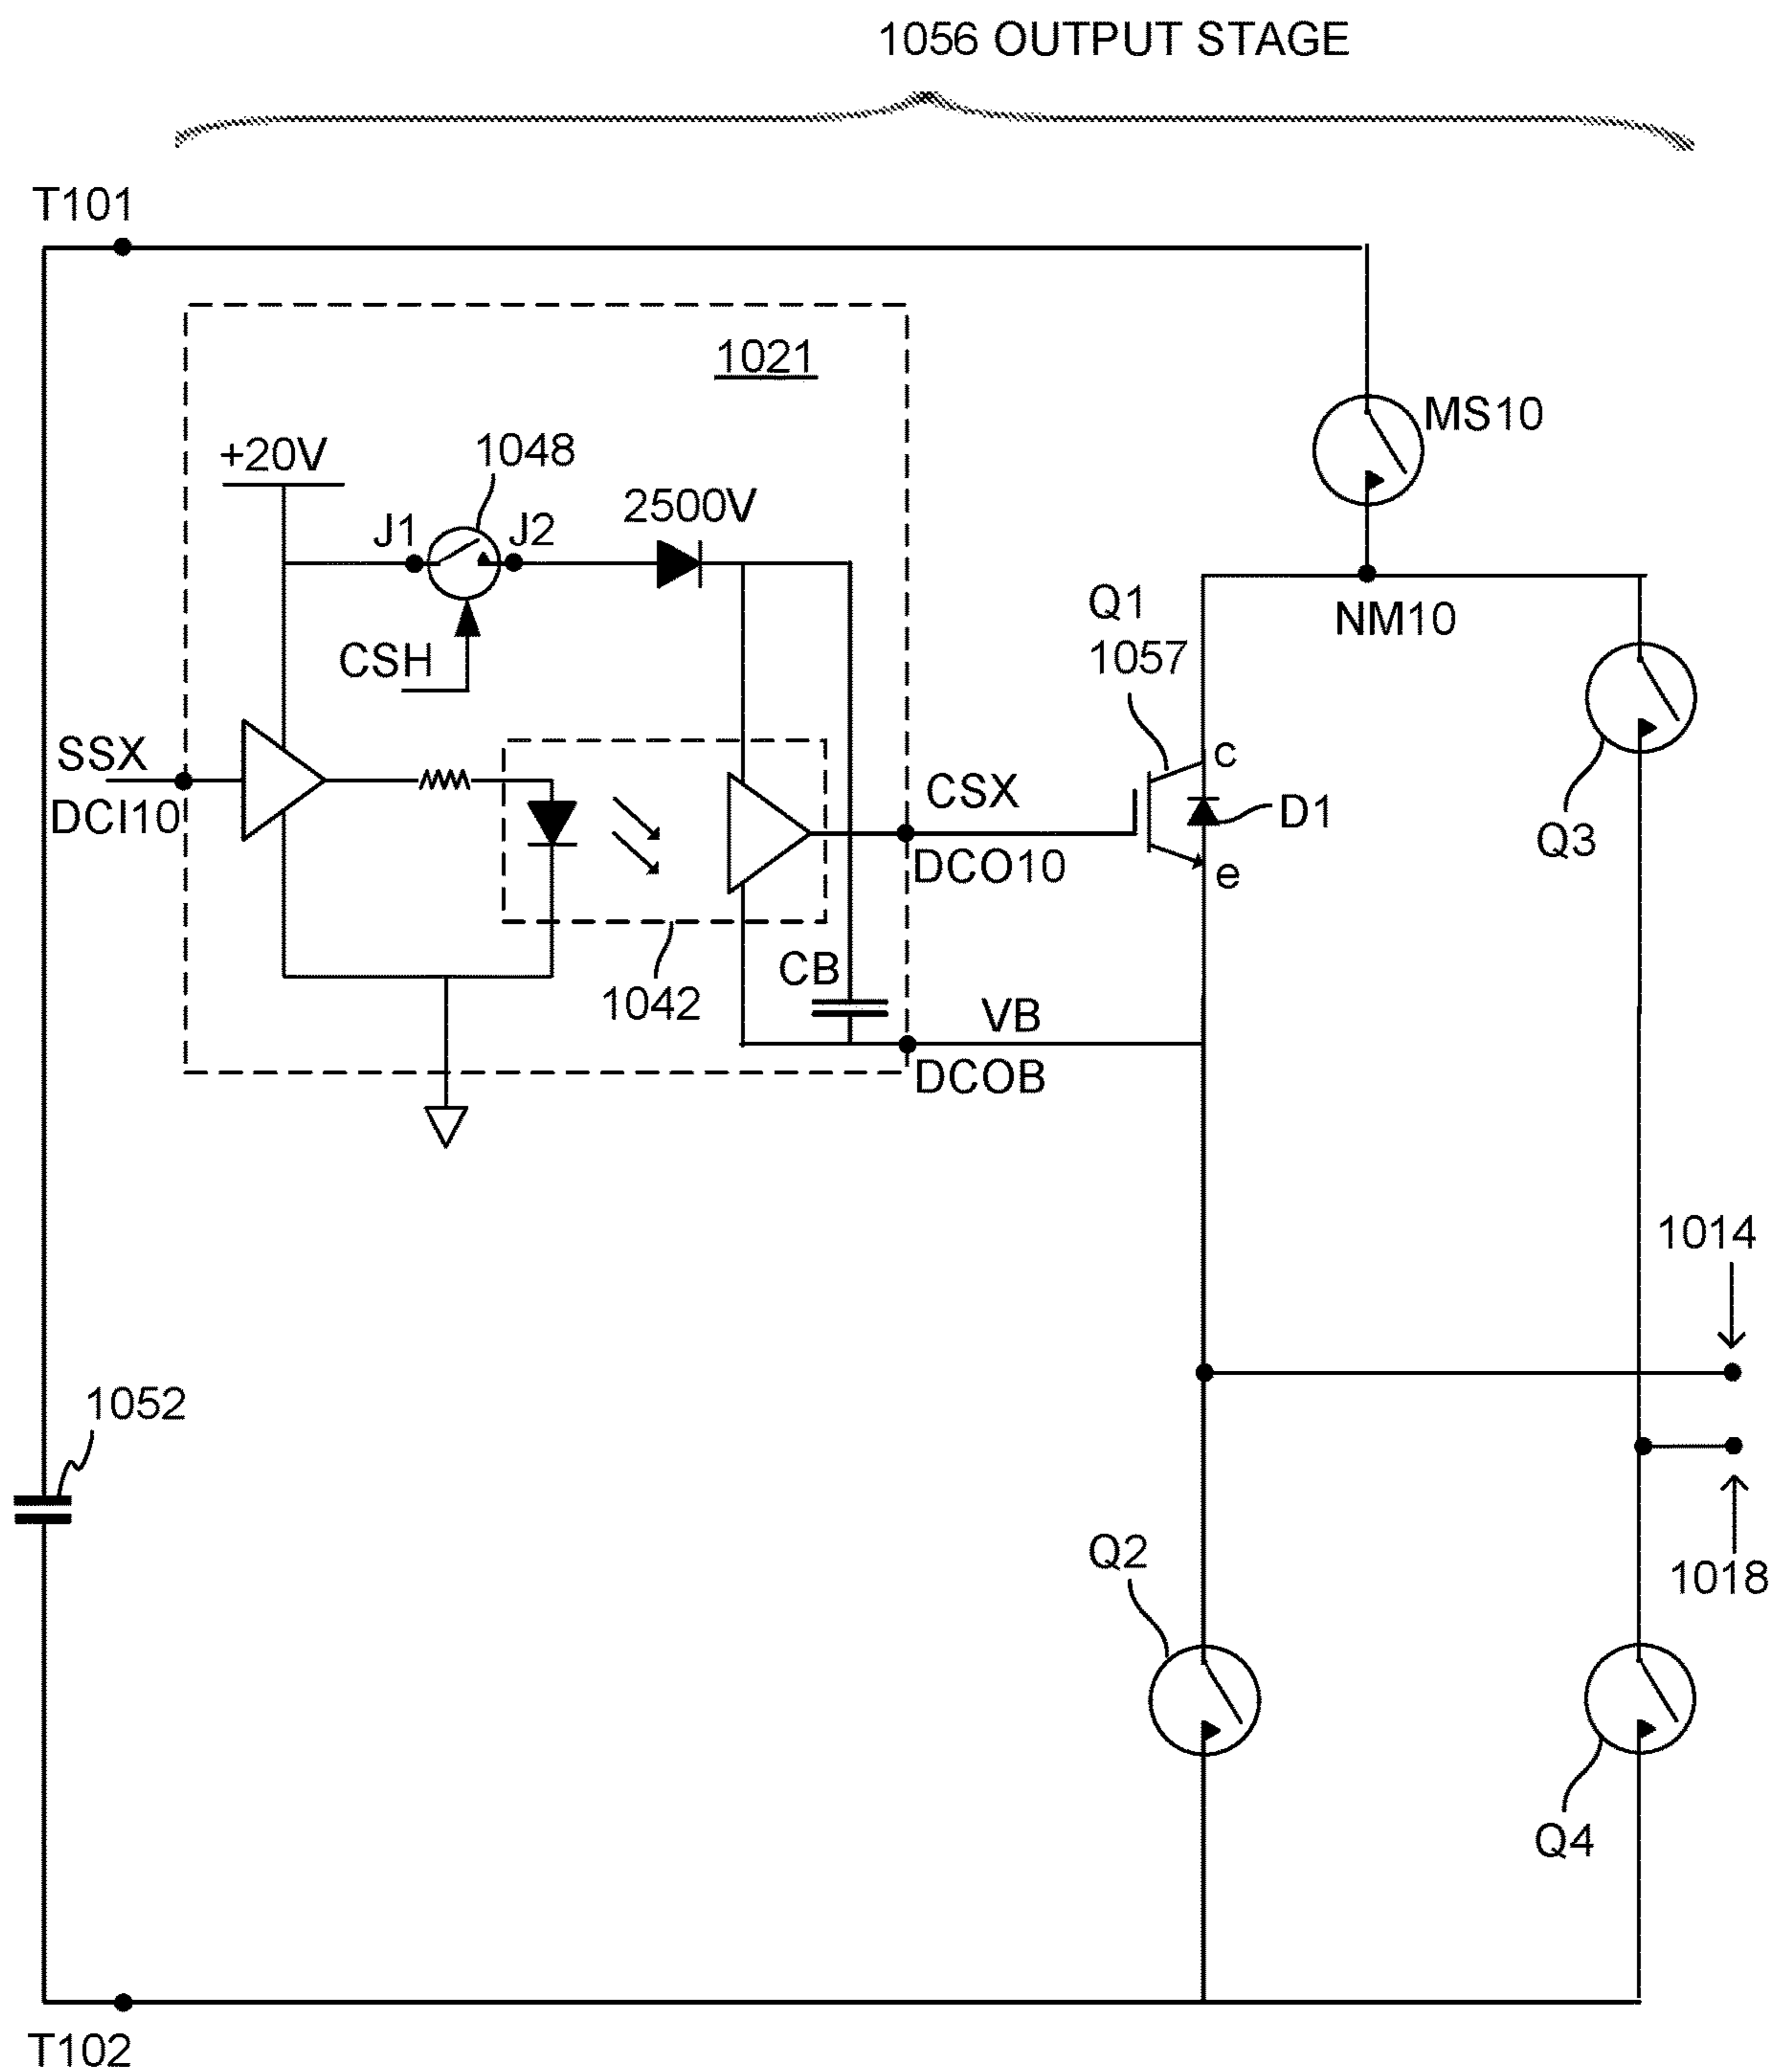 1056 OUTPUT STAGE
T101
1021
MS10
+20V
1048
2500V
J1
J2
Q1
NM10
1057
CSH
C
SSX
CSX
D1
DCI10
Q3
DCO10
e
CB
1042
VB
DCOB
1014
1052
Q2
1018
Q4
T102